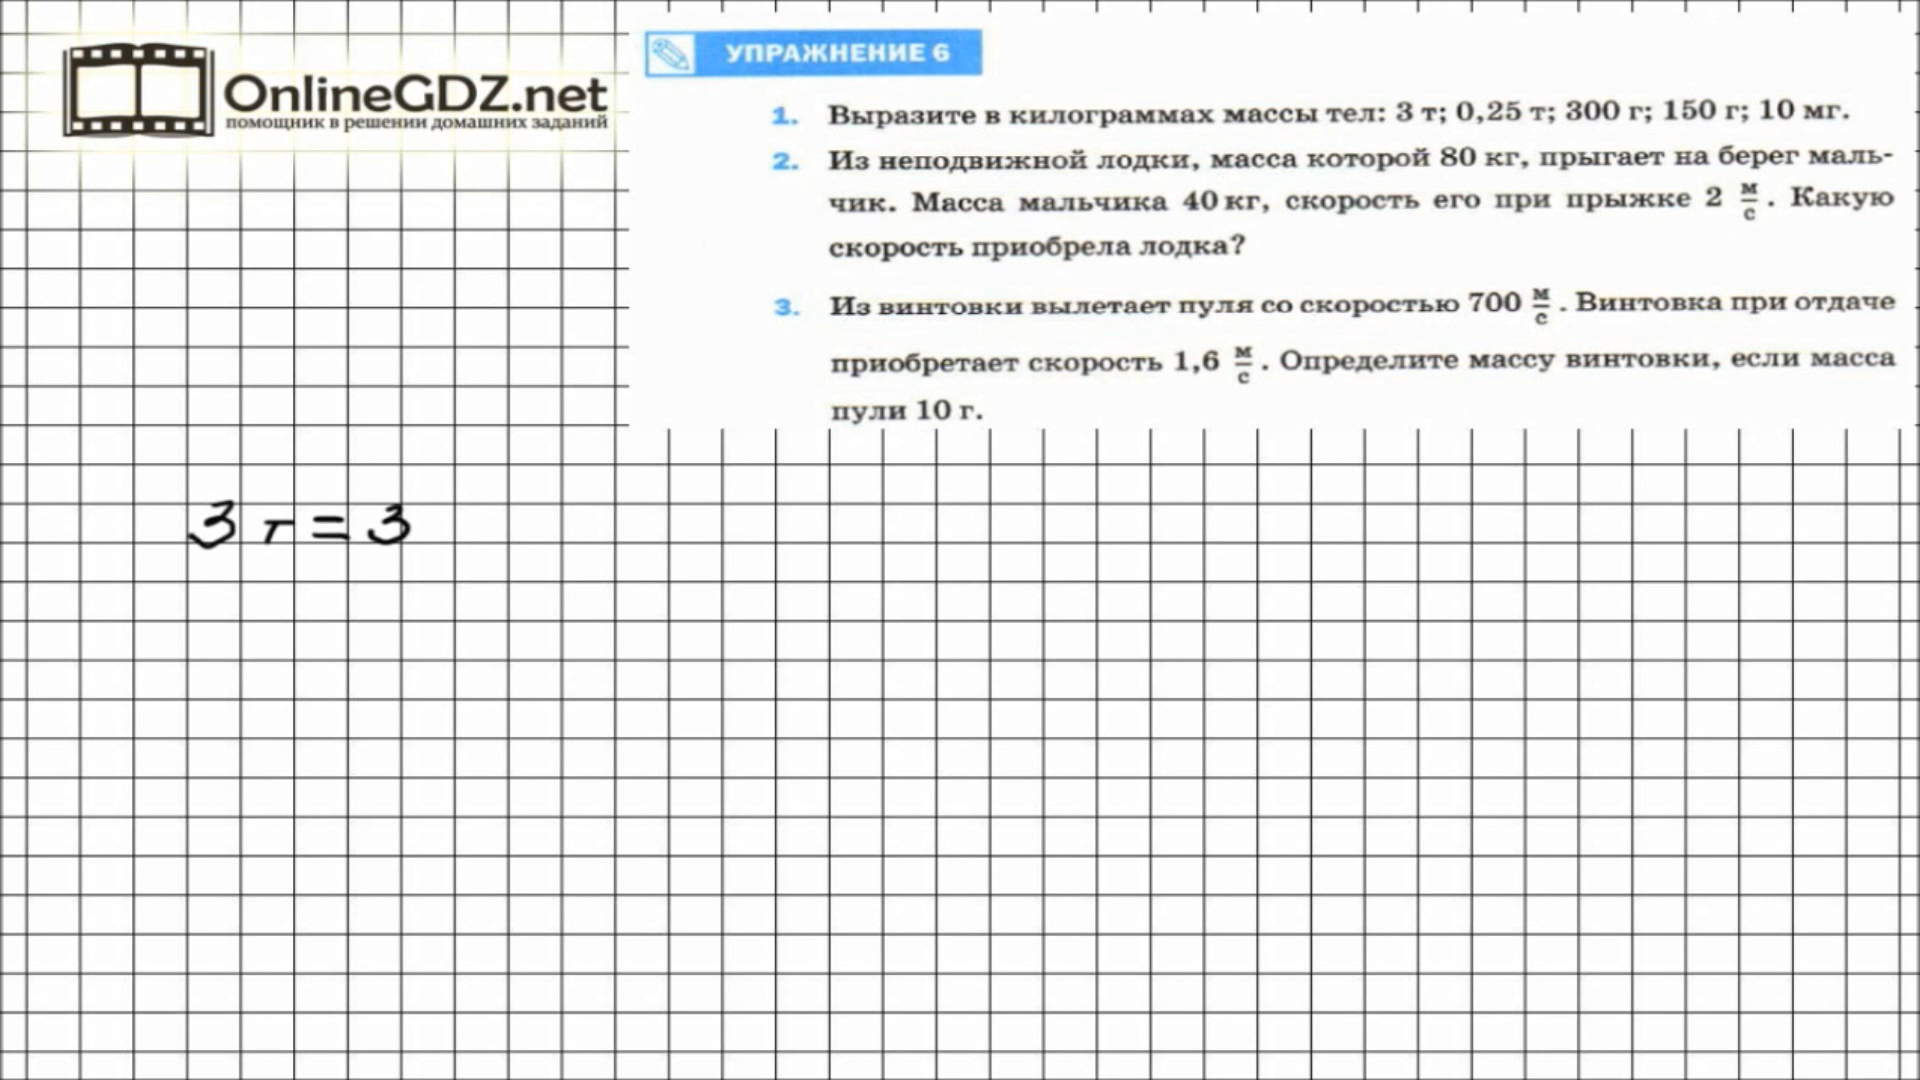 OnlineGDZ.net
помощник в решении домашних заданий
УПРАЖНЕНИЕ 6
1. Выразите в килограммах массы тел: 3 т; 0,25 т; 300 г; 150 г; 10 мг.
2. Из неподвижной лодки, масса которой 80 кг, прыгает на берег маль-
чик. Масса мальчика 40 кг, скорость его при прыжке 2 м/с. Какую
скорость приобрела лодка?
3. Из винтовки вылетает пуля со скоростью 700 м/с. Винтовка при отдаче
приобретает скорость 1,6 м/с. Определите массу винтовки, если масса
пули 10 г.
3 т = 3